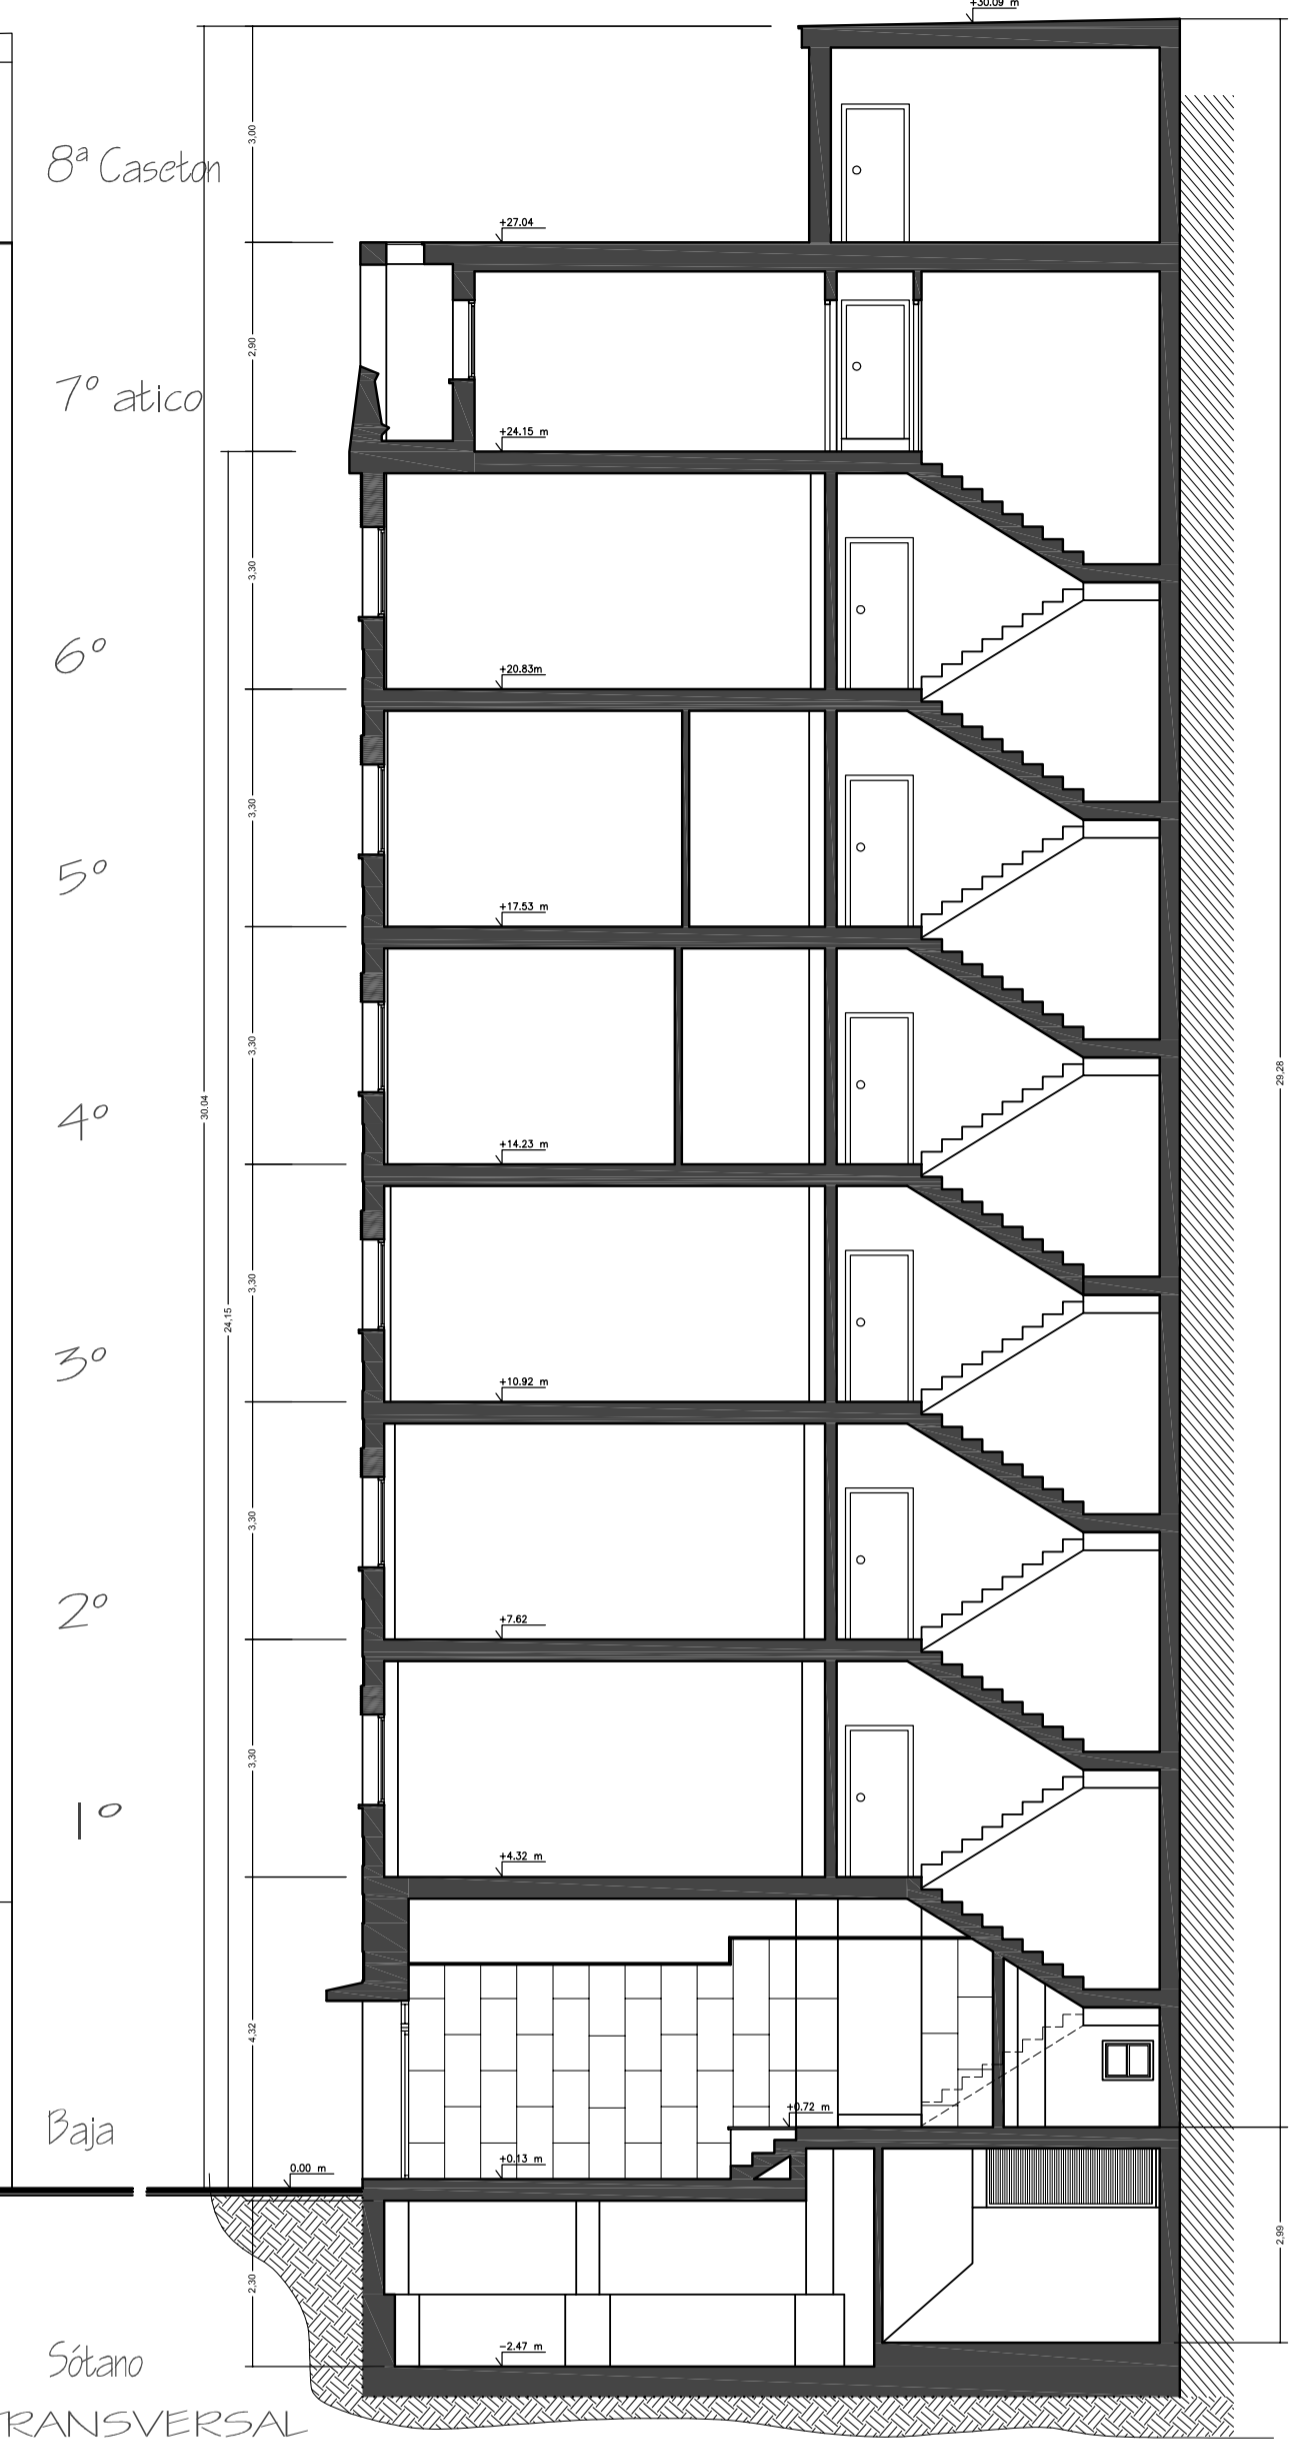 +30.09 m
3,00
8ª Caseton
+27.04
2,90
7º atico
+24.15 m
3,30
6º
+20.83m
3,30
5º
+17.53 m
3,30
29,28
30.04
4º
+14.23 m
3,30
24,15
3º
+10.92 m
3,30
2º
+7.62
3,30
1º
+4.32 m
4,32
+0.72 m
Baja
+0.13 m
0.00 m
2,99
2,30
-2.47 m
Sótano
RANSVERSAL